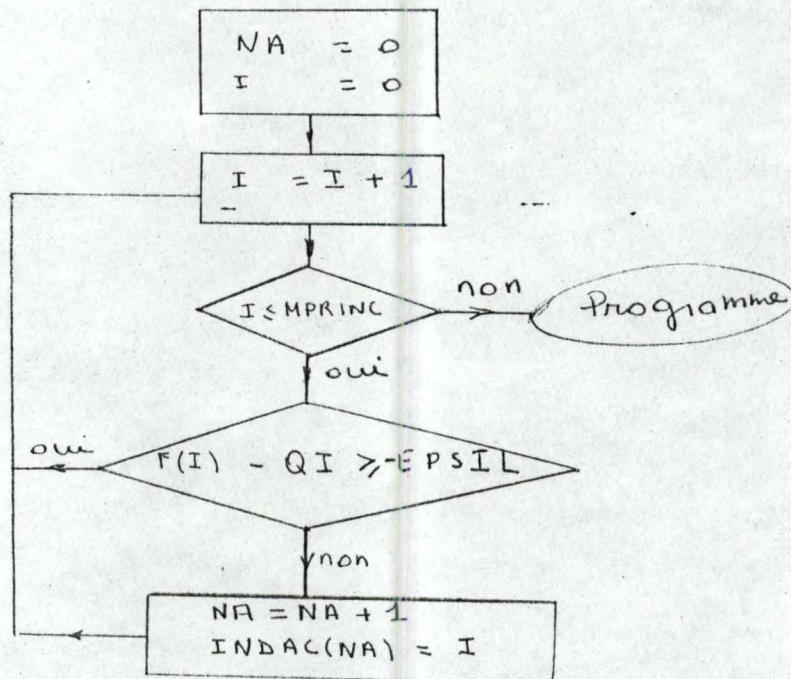 NA = 0
I = 0
I = I + 1
I ≤ MPRINC
non
Programme
oui
F(I) - QI ≥ -EPSIL
oui
non
NA = NA + 1
INDAC(NA) = I